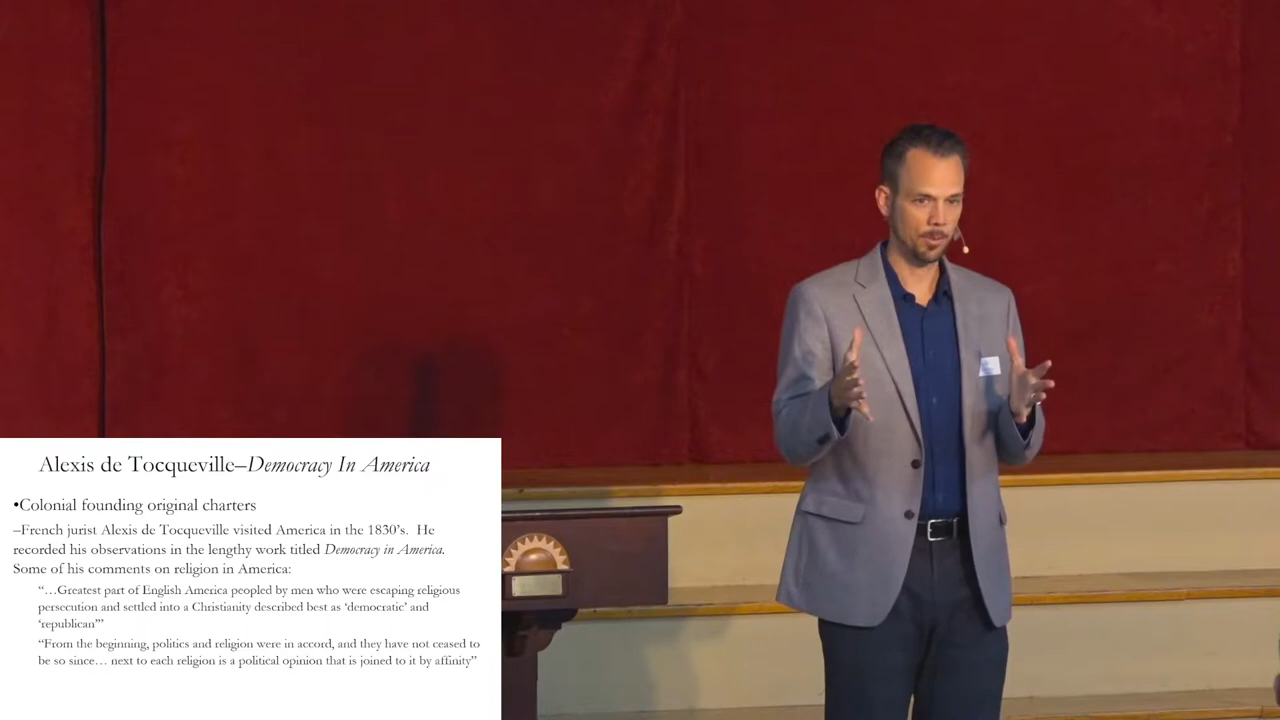 Alexis de Tocqueville–Democracy In America
•Colonial founding original charters
–French jurist Alexis de Tocqueville visited America in the 1830's. He
recorded his observations in the lengthy work titled Democracy in America.
Some of his comments on religion in America:
“…Greatest part of English America peopled by men who were escaping religious
persecution and settled into a Christianity described best as ‘democratic’ and
‘republican’”
“From the beginning, politics and religion were in accord, and they have not ceased to
be so since… next to each religion is a political opinion that is joined to it by affinity”